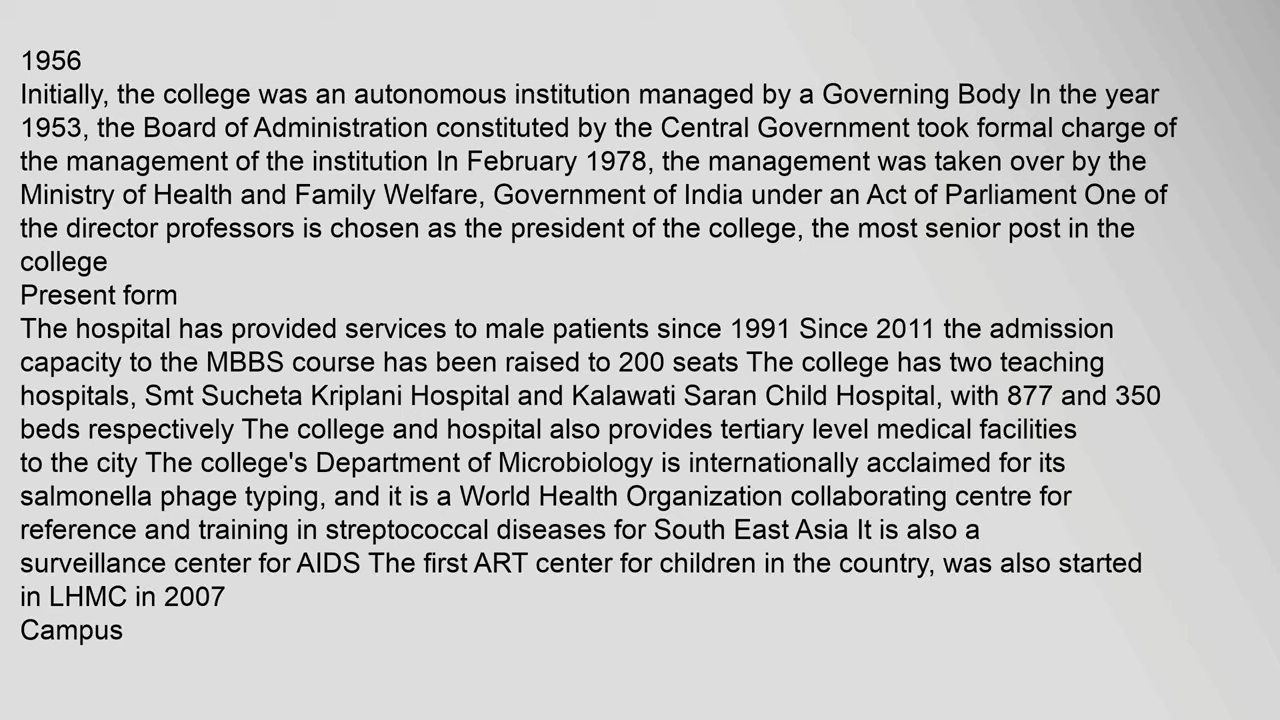 1956
Initially, the college was an autonomous institution managed by a Governing Body In the year
1953, the Board of Administration constituted by the Central Government took formal charge of
the management of the institution In February 1978, the management was taken over by the
Ministry of Health and Family Welfare, Government of India under an Act of Parliament One of
the director professors is chosen as the president of the college, the most senior post in the
college
Present form
The hospital has provided services to male patients since 1991 Since 2011 the admission
capacity to the MBBS course has been raised to 200 seats The college has two teaching
hospitals, Smt Sucheta Kriplani Hospital and Kalawati Saran Child Hospital, with 877 and 350
beds respectively The college and hospital also provides tertiary level medical facilities
to the city The college's Department of Microbiology is internationally acclaimed for its
salmonella phage typing, and it is a World Health Organization collaborating centre for
reference and training in streptococcal diseases for South East Asia It is also a
surveillance center for AIDS The first ART center for children in the country, was also started
in LHMC in 2007
Campus